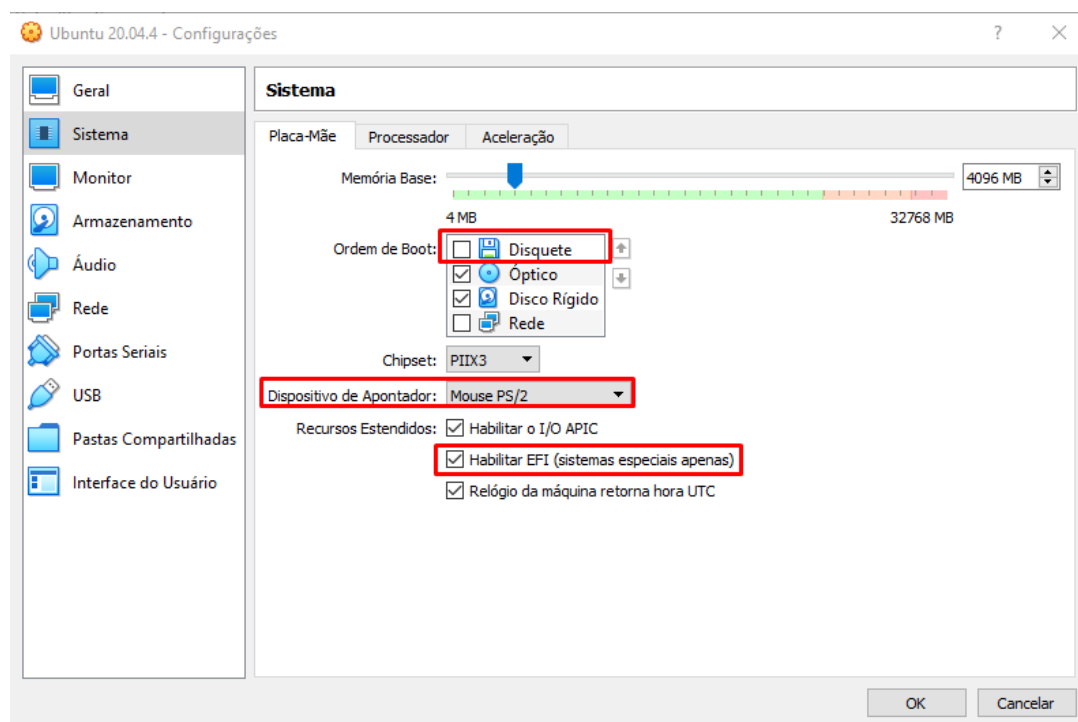 Ubuntu 20.04.4 - Configurações ?
Geral
Sistema
Monitor
Armazenamento
Áudio
Rede
Portas Seriais
USB
Pastas Compartilhadas
Interface do Usuário
Sistema
Placa-Mãe Processador Aceleração
Memória Base: 4096 MB
4 MB 32768 MB
Ordem de Boot: Disquete
Óptico
Disco Rígido
Rede
Chipset: PIIX3
Dispositivo de Apontador: Mouse PS/2
Recursos Estendidos: Habilitar o I/O APIC
Habilitar EFI (sistemas especiais apenas)
Relógio da máquina retorna hora UTC
OK Cancelar